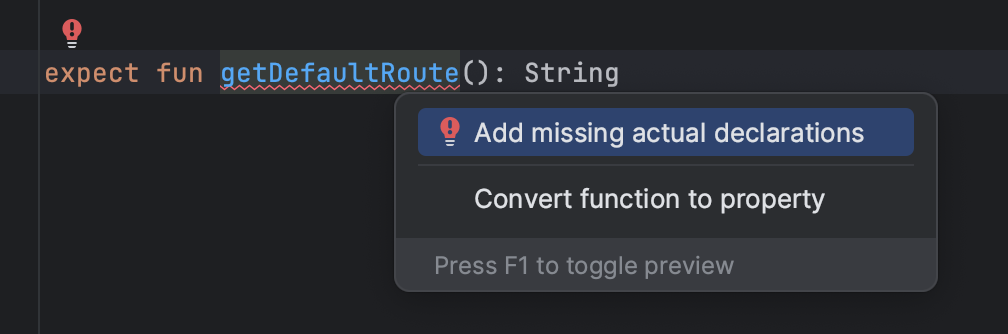 expect fun getDefaultRoute(): String
Add missing actual declarations
Convert function to property
Press F1 to toggle preview